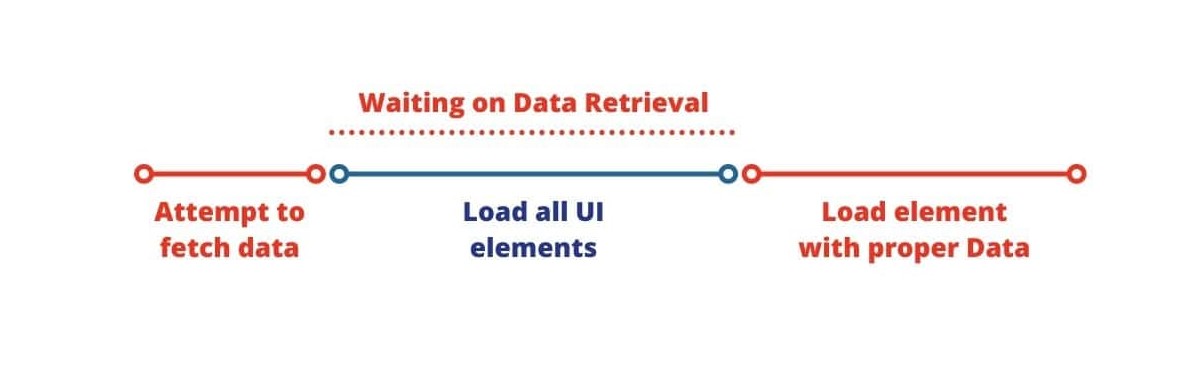 Waiting on Data Retrieval
Attempt to
fetch data
Load all UI
elements
Load element
with proper Data